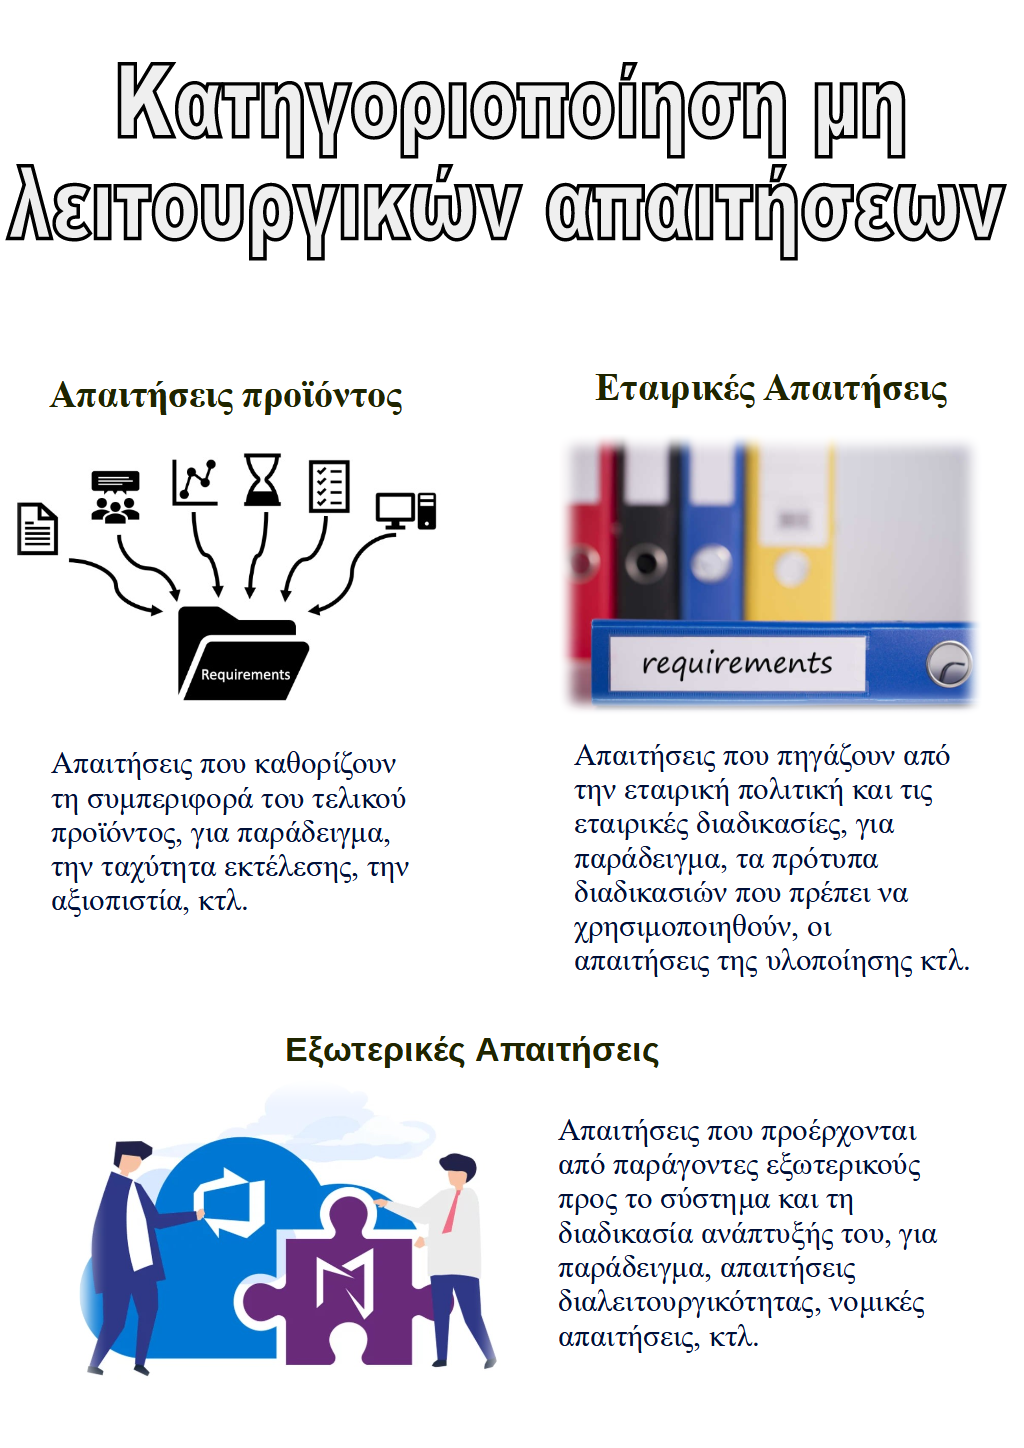 Κατηγοριοποίηση μη
λειτουργικών απαιτήσεων
Απαιτήσεις προϊόντος
Requirements
Απαιτήσεις που καθορίζουν
τη συμπεριφορά του τελικού
προϊόντος, για παράδειγμα,
την ταχύτητα εκτέλεσης, την
αξιοπιστία, κτλ.
Εταιρικές Απαιτήσεις
requirements
Απαιτήσεις που πηγάζουν από
την εταιρική πολιτική και τις
εταιρικές διαδικασίες, για
παράδειγμα, τα πρότυπα
διαδικασιών που πρέπει να
χρησιμοποιηθούν, οι
απαιτήσεις της υλοποίησης κτλ.
Εξωτερικές Απαιτήσεις
Απαιτήσεις που προέρχονται
από παράγοντες εξωτερικούς
προς το σύστημα και τη
διαδικασία ανάπτυξής του, για
παράδειγμα, απαιτήσεις
διαλειτουργικότητας, νομικές
απαιτήσεις, κτλ.